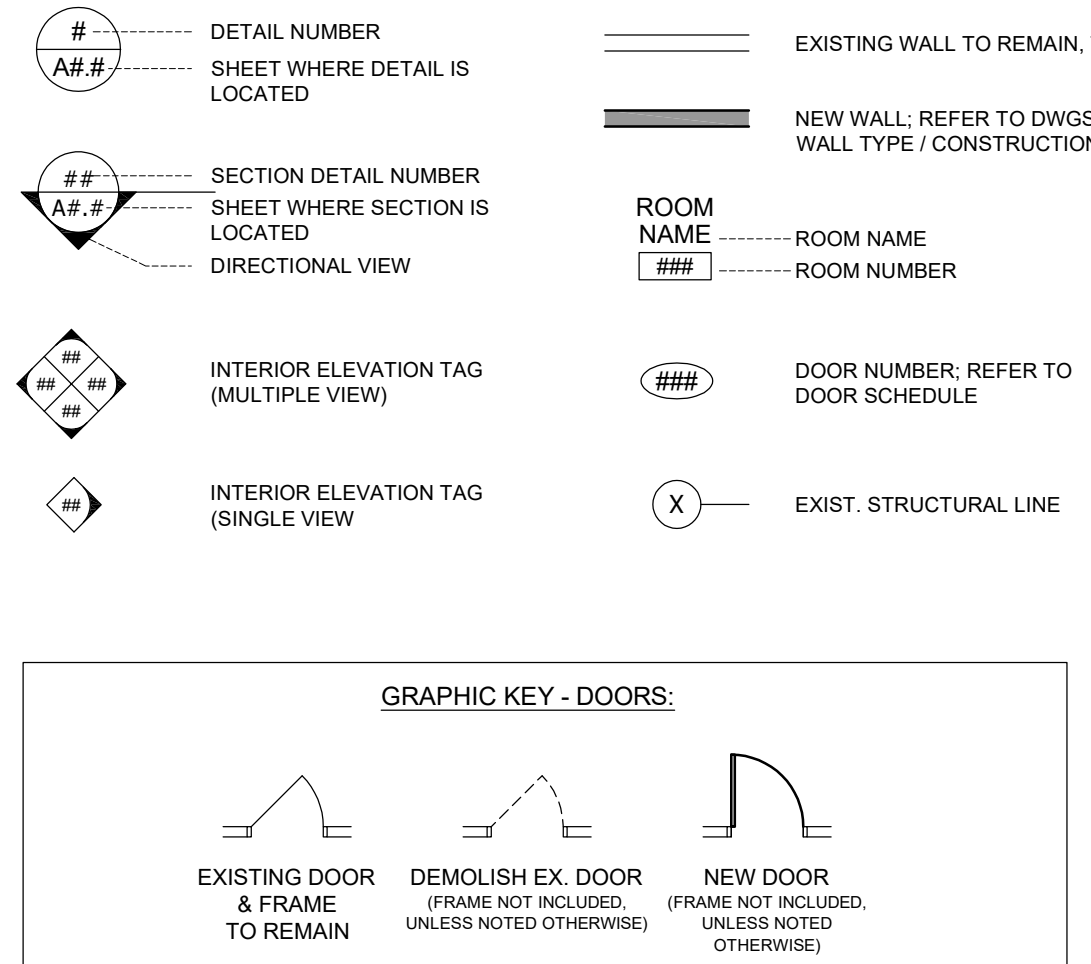 #
DETAIL NUMBER
A#.#
SHEET WHERE DETAIL IS
LOCATED
##
SECTION DETAIL NUMBER
A#.#
SHEET WHERE SECTION IS
LOCATED
DIRECTIONAL VIEW
##
## ##
##
INTERIOR ELEVATION TAG
(MULTIPLE VIEW)
##
INTERIOR ELEVATION TAG
(SINGLE VIEW
EXISTING WALL TO REMAIN,
NEW WALL; REFER TO DWGS
WALL TYPE / CONSTRUCTION
ROOM
NAME
ROOM NAME
###
ROOM NUMBER
###
DOOR NUMBER; REFER TO
DOOR SCHEDULE
X
EXIST. STRUCTURAL LINE
GRAPHIC KEY - DOORS:
EXISTING DOOR
& FRAME
TO REMAIN
DEMOLISH EX. DOOR
(FRAME NOT INCLUDED,
UNLESS NOTED OTHERWISE)
NEW DOOR
(FRAME NOT INCLUDED,
UNLESS NOTED
OTHERWISE)